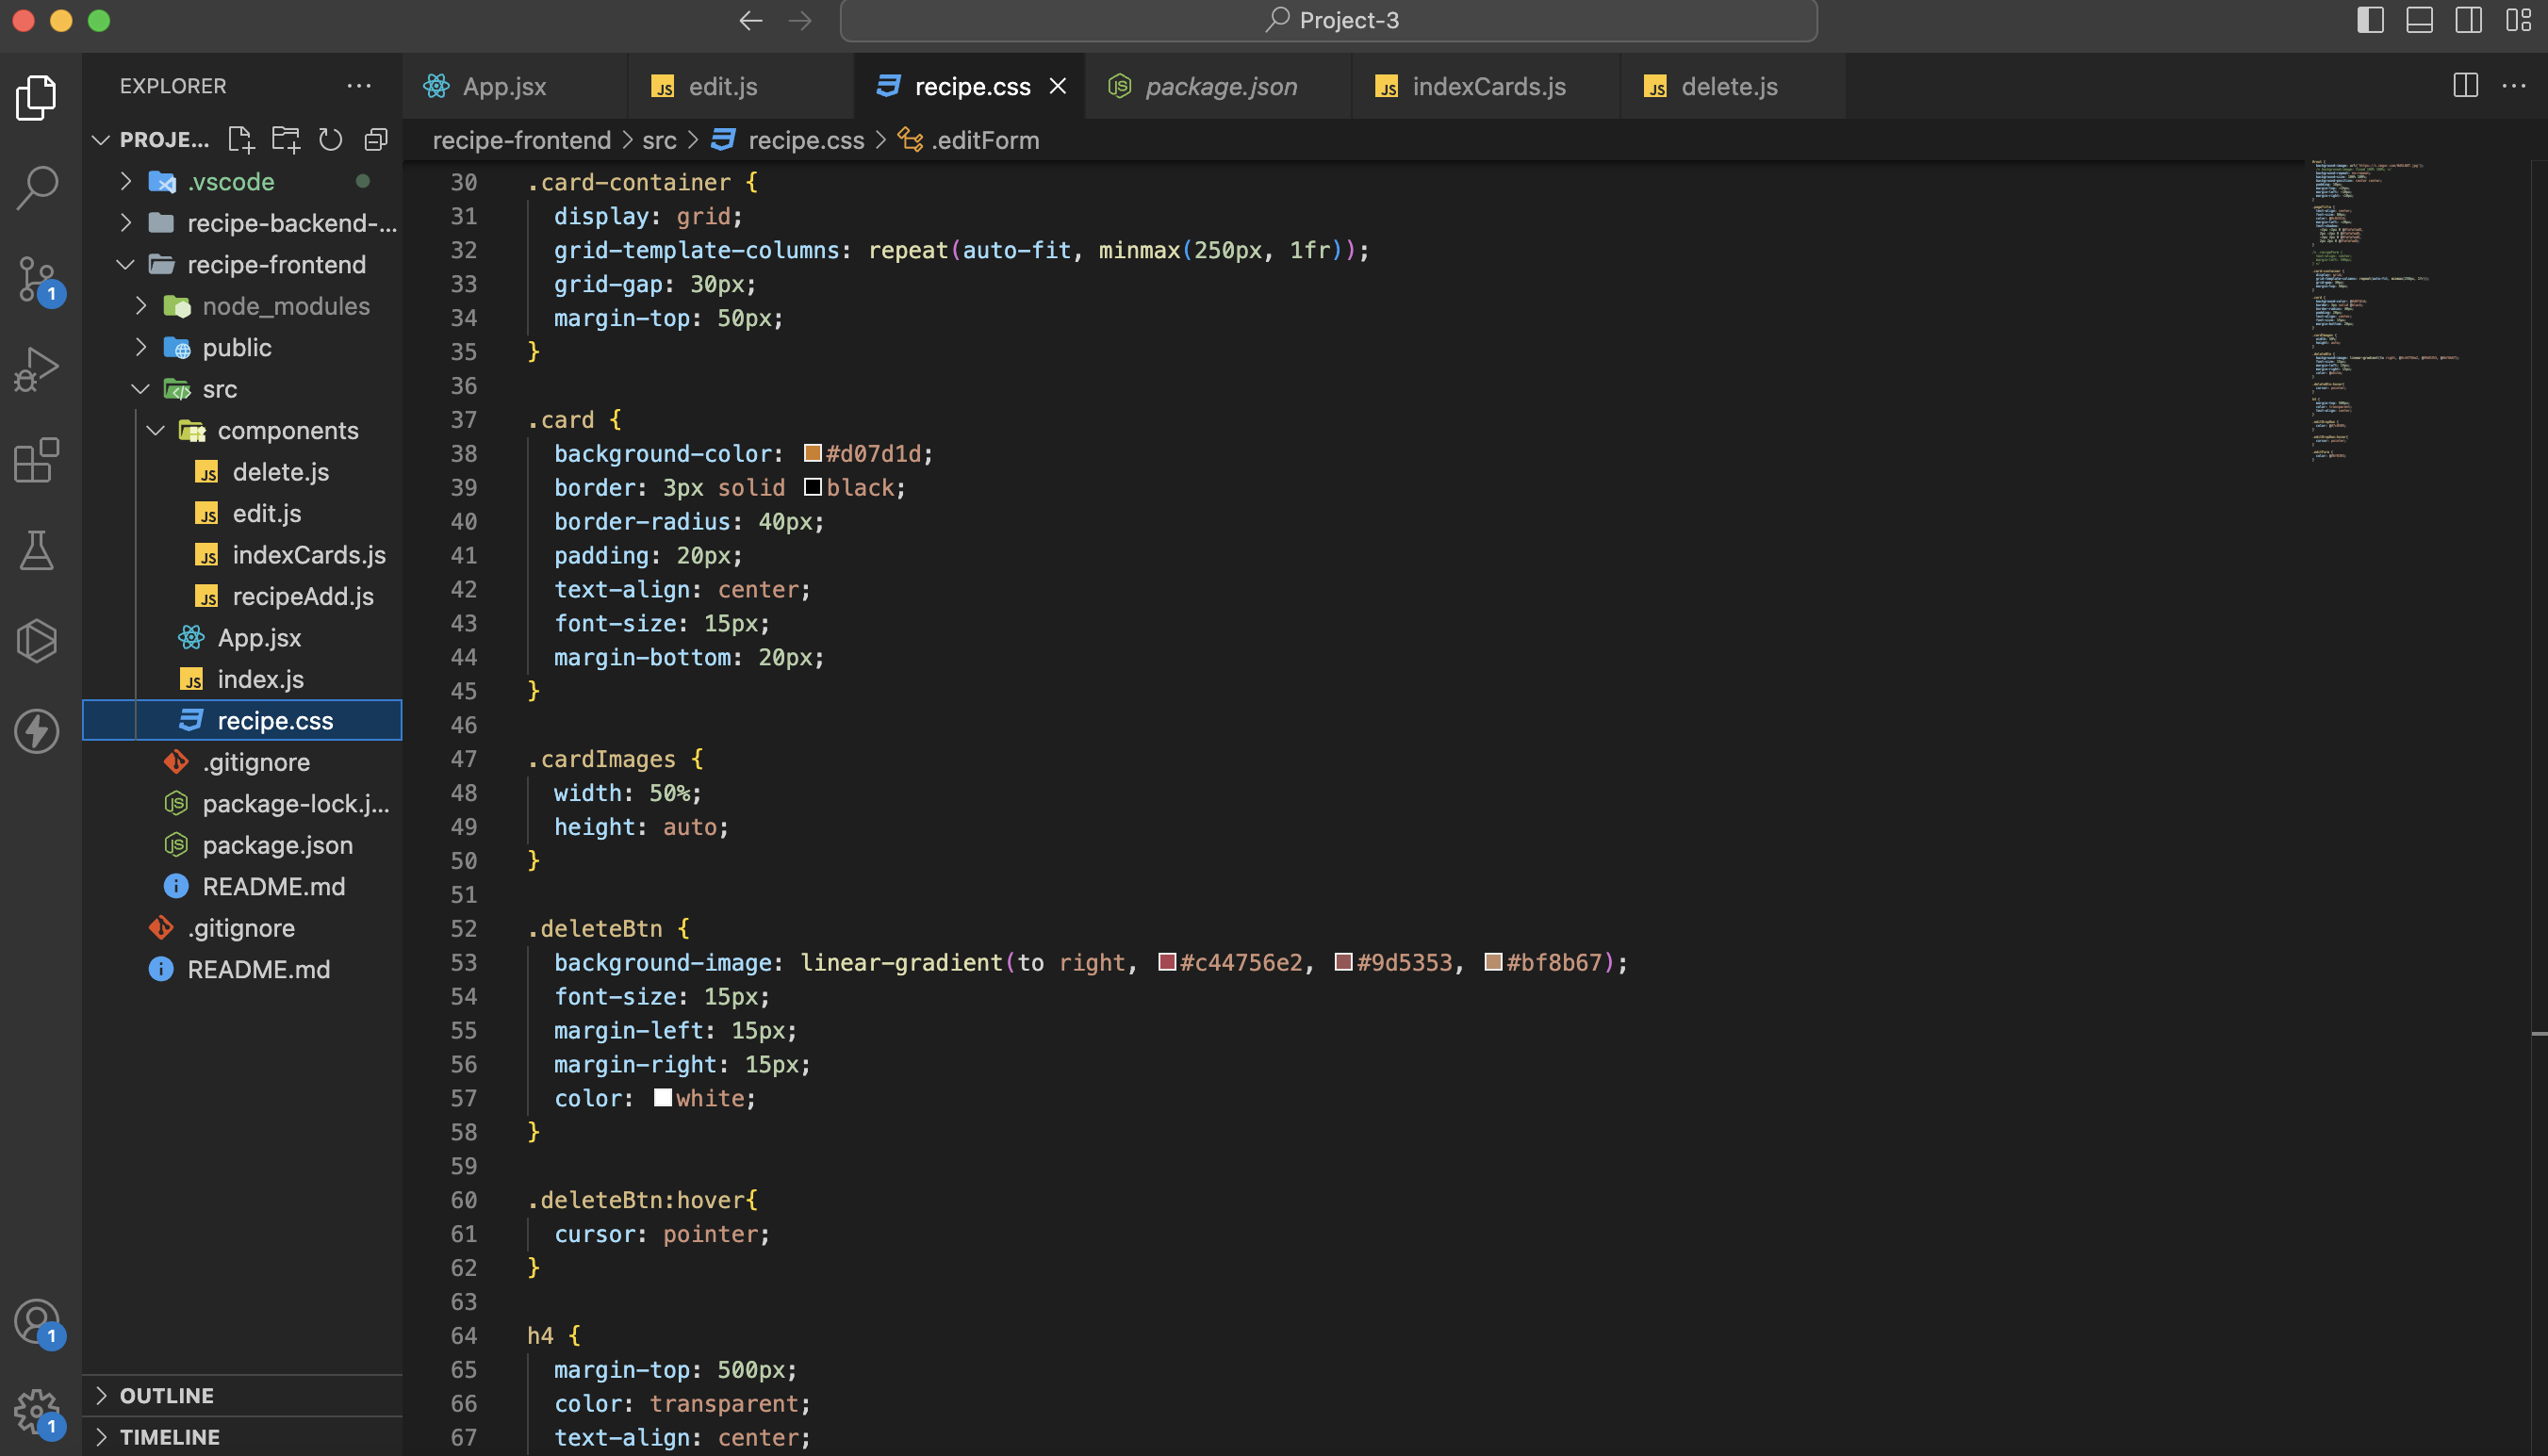 Project-3
EXPLORER
App.jsx
edit.js
recipe.css
package.json
indexCards.js
delete.js
PROJE...
recipe-frontend > src > recipe.css > .editForm
.vscode
recipe-backend-...
recipe-frontend
node_modules
public
src
components
delete.js
edit.js
indexCards.js
recipeAdd.js
App.jsx
index.js
recipe.css
.gitignore
package-lock.j...
package.json
README.md
.gitignore
README.md
OUTLINE
TIMELINE
1
1
1
30 .card-container {
31 display: grid;
32 grid-template-columns: repeat(auto-fit, minmax(250px, 1fr));
33 grid-gap: 30px;
34 margin-top: 50px;
35 }
36
37 .card {
38 background-color: #d07d1d;
39 border: 3px solid black;
40 border-radius: 40px;
41 padding: 20px;
42 text-align: center;
43 font-size: 15px;
44 margin-bottom: 20px;
45 }
46
47 .cardImages {
48 width: 50%;
49 height: auto;
50 }
51
52 .deleteBtn {
53 background-image: linear-gradient(to right, #c44756e2, #9d5353, #bf8b67);
54 font-size: 15px;
55 margin-left: 15px;
56 margin-right: 15px;
57 color: white;
58 }
59
60 .deleteBtn:hover{
61 cursor: pointer;
62 }
63
64 h4 {
65 margin-top: 500px;
66 color: transparent;
67 text-align: center;